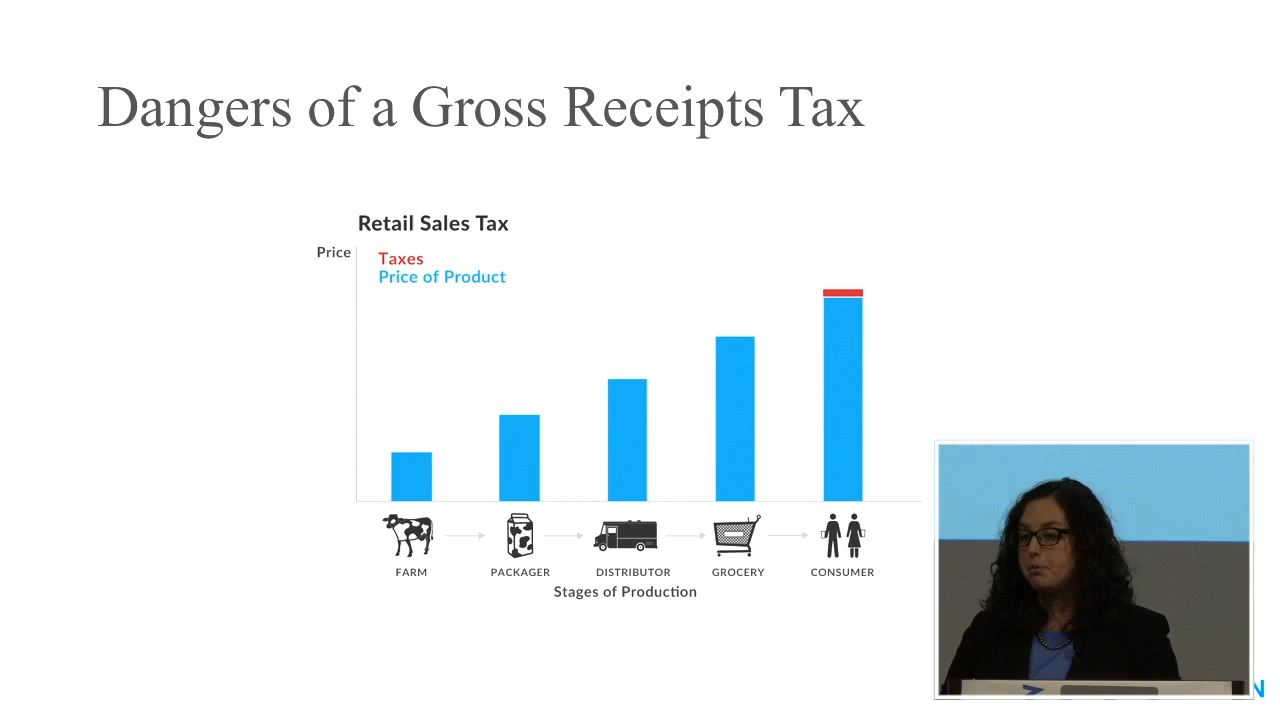 Dangers of a Gross Receipts Tax
Retail Sales Tax
Price
Taxes
Price of Product
FARM
PACKAGER
DISTRIBUTOR
GROCERY
CONSUMER
Stages of Production
N